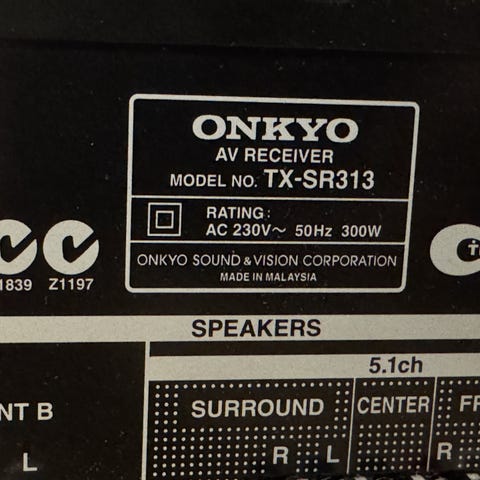 ONKYO
AV RECEIVER
MODEL NO. TX-SR313
RATING:
AC 230V~ 50Hz 300W
ONKYO SOUND & VISION CORPORATION
MADE IN MALAYSIA
1839 Z1197
SPEAKERS
5.1ch
NT B SURROUND CENTER FR
L R L R